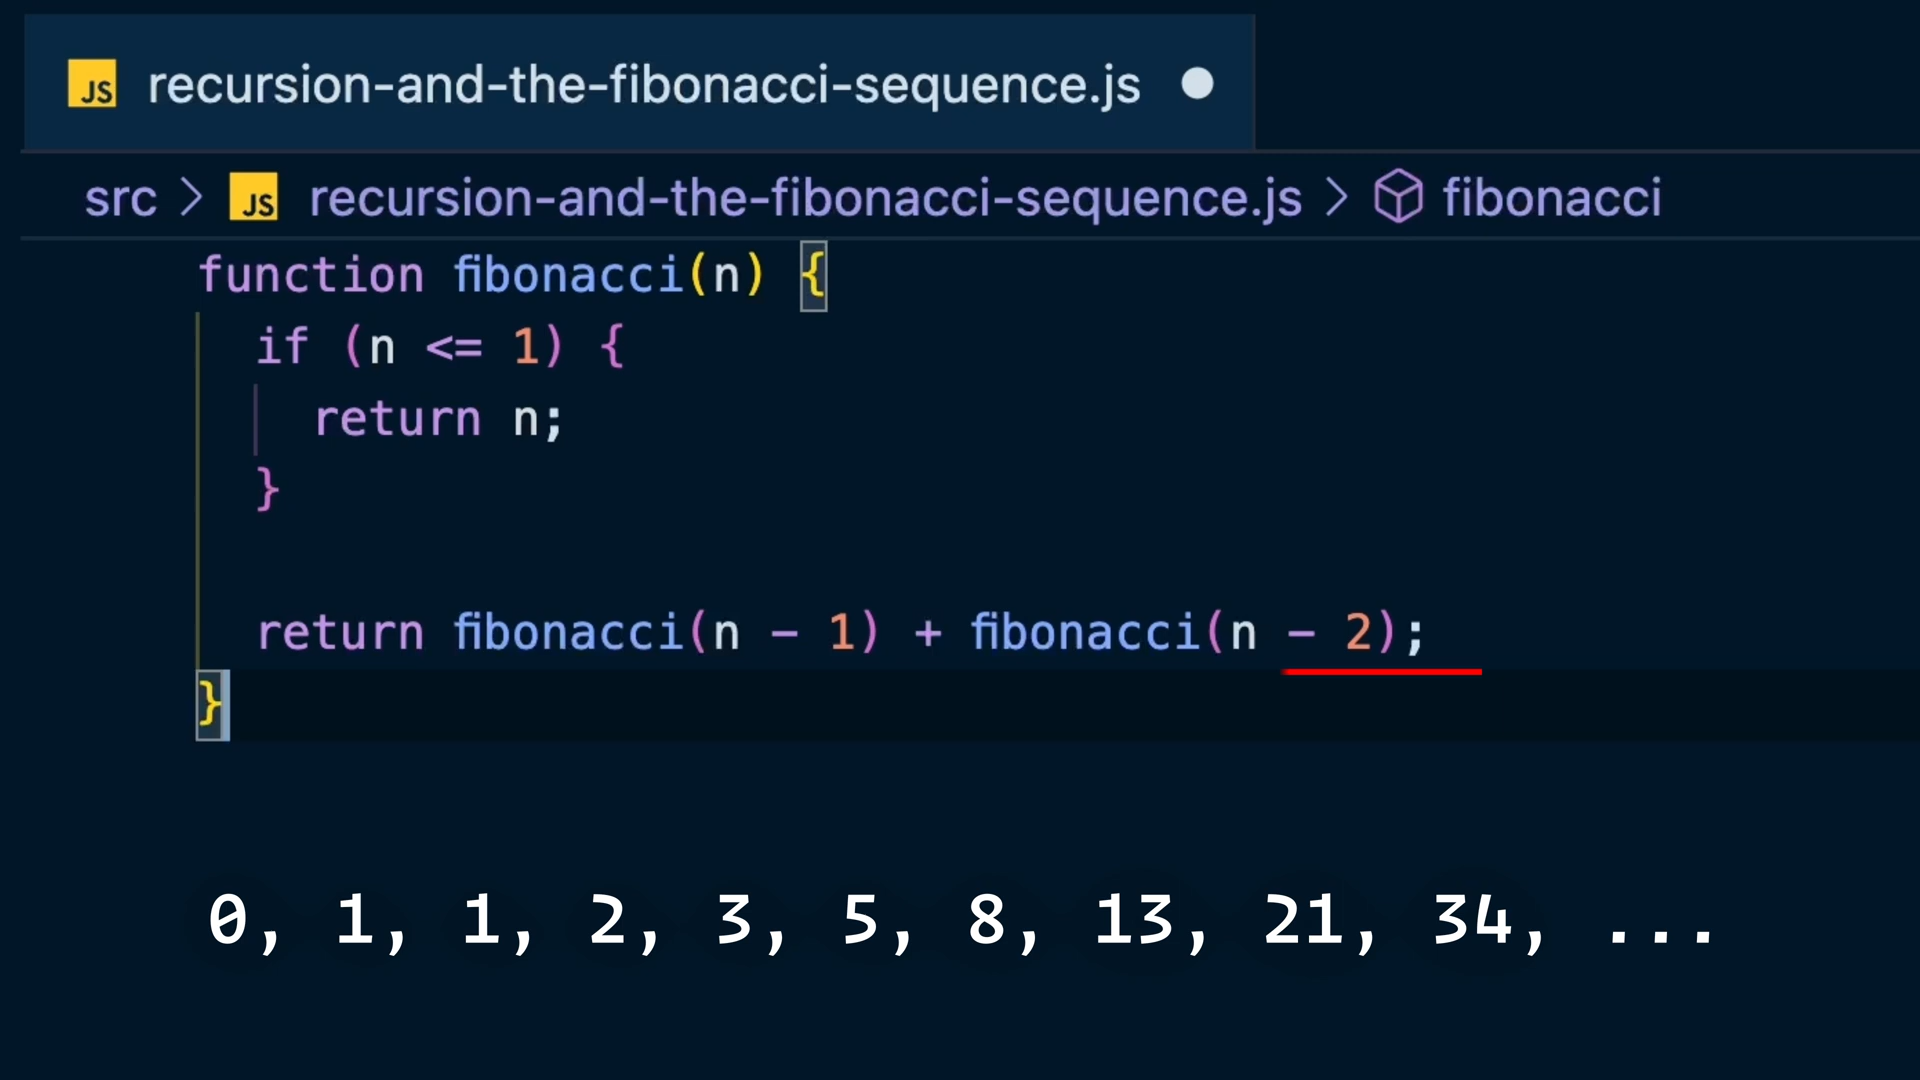 JS recursion-and-the-fibonacci-sequence.js
src > JS recursion-and-the-fibonacci-sequence.js > fibonacci
function fibonacci(n) {
  if (n <= 1) {
    return n;
  }
  return fibonacci(n - 1) + fibonacci(n - 2);
}
0, 1, 1, 2, 3, 5, 8, 13, 21, 34, ...